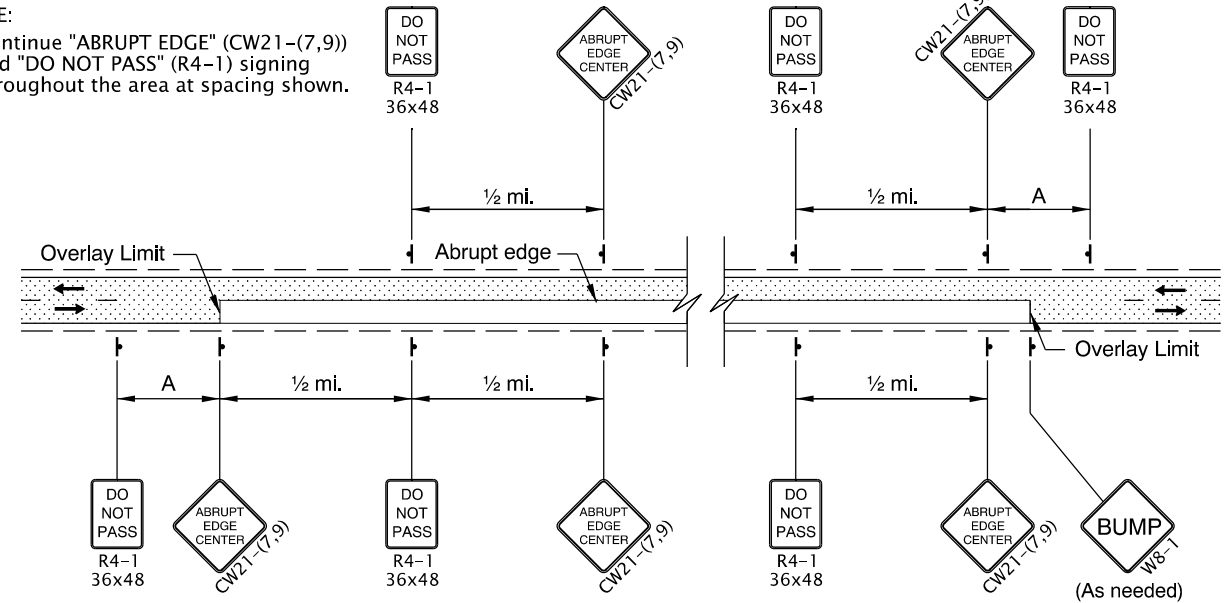 E:
ntinue "ABRUPT EDGE" (CW21-(7,9))
d "DO NOT PASS" (R4-1) signing
roughout the area at spacing shown.
DO
NOT
PASS
R4-1
36x48
ABRUPT
EDGE
CENTER
CW21-(7,9)
DO
NOT
PASS
R4-1
36x48
ABRUPT
EDGE
CENTER
CW21-(7,9)
DO
NOT
PASS
R4-1
36x48
½ mi.
½ mi.
A
Overlay Limit
Abrupt edge
Overlay Limit
A
½ mi.
½ mi.
½ mi.
DO
NOT
PASS
R4-1
36x48
ABRUPT
EDGE
CENTER
CW21-(7,9)
DO
NOT
PASS
R4-1
36x48
ABRUPT
EDGE
CENTER
CW21-(7,9)
DO
NOT
PASS
R4-1
36x48
ABRUPT
EDGE
CENTER
CW21-(7,9)
BUMP
W8-1
(As needed)